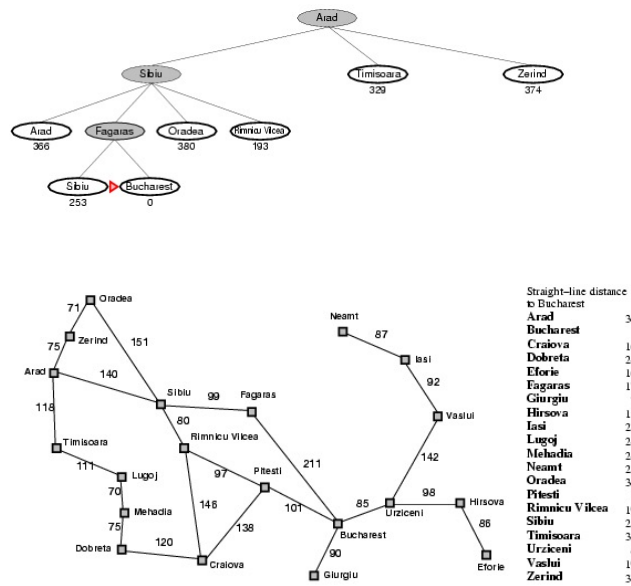 Arad
Sibiu
Timisoara
Zerind
329
374
Arad
Fagaras
Oradea
Rimnicu Vilcea
366
380
193
Sibiu
Bucharest
253
0
Oradea
71
Zerind
75
151
Arad
140
118
Sibiu
99
Fagaras
80
Rimnicu Vilcea
Timisoara
111
Lugoj
97
Pitesti
211
70
Mehadia
146
101
138
75
Dobreta
120
Craiova
Bucharest
90
Giurgiu
85
Urziceni
Neamt
87
Iasi
92
Vaslui
142
98
Hirsova
86
Eforie
Straight-line distance
to Bucharest
Arad
Bucharest
Craiova
Dobreta
Eforie
Fagaras
Giurgiu
Hirsova
Iasi
Lugoj
Mehadia
Neamt
Oradea
Pitesti
Rimnicu Vilcea
Sibiu
Timisoara
Urziceni
Vaslui
Zerind